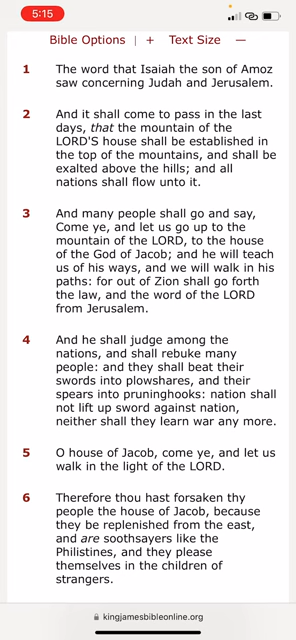 5:15
Bible Options | + Text Size —
1 The word that Isaiah the son of Amoz
saw concerning Judah and Jerusalem.
2 And it shall come to pass in the last
days, that the mountain of the
LORD'S house shall be established in
the top of the mountains, and shall be
exalted above the hills; and all
nations shall flow unto it.
3 And many people shall go and say,
Come ye, and let us go up to the
mountain of the LORD, to the house
of the God of Jacob; and he will teach
us of his ways, and we will walk in his
paths: for out of Zion shall go forth
the law, and the word of the LORD
from Jerusalem.
4 And he shall judge among the
nations, and shall rebuke many
people: and they shall beat their
swords into plowshares, and their
spears into pruninghooks: nation shall
not lift up sword against nation,
neither shall they learn war any more.
5 O house of Jacob, come ye, and let us
walk in the light of the LORD.
6 Therefore thou hast forsaken thy
people the house of Jacob, because
they be replenished from the east,
and are soothsayers like the
Philistines, and they please
themselves in the children of
strangers.
kingjamesbibleonline.org